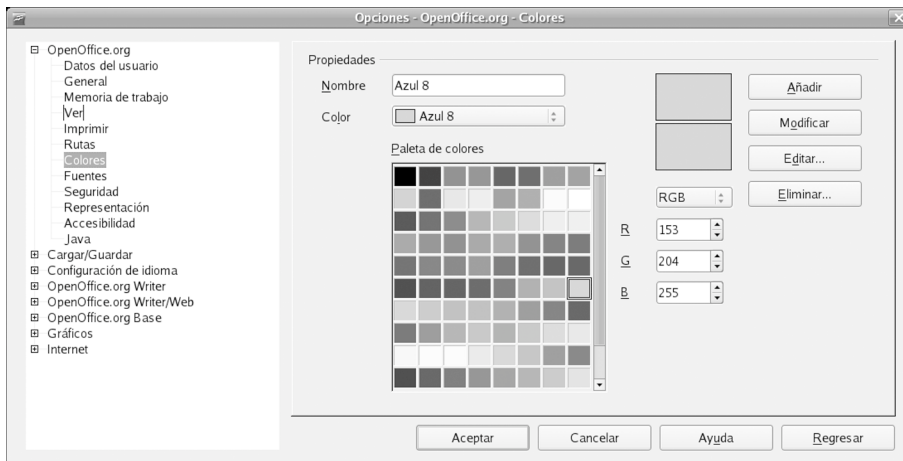 Opciones - OpenOffice.org - Colores
OpenOffice.org
Datos del usuario
General
Memoria de trabajo
Ver
Imprimir
Rutas
Colores
Fuentes
Seguridad
Representación
Accesibilidad
Java
Cargar/Guardar
Configuración de idioma
OpenOffice.org Writer
OpenOffice.org Writer/Web
OpenOffice.org Base
Gráficos
Internet
Propiedades
Nombre Azul 8
Color Azul 8
Paleta de colores
RGB
R 153
G 204
B 255
Añadir
Modificar
Editar...
Eliminar...
Aceptar Cancelar Ayuda Regresar